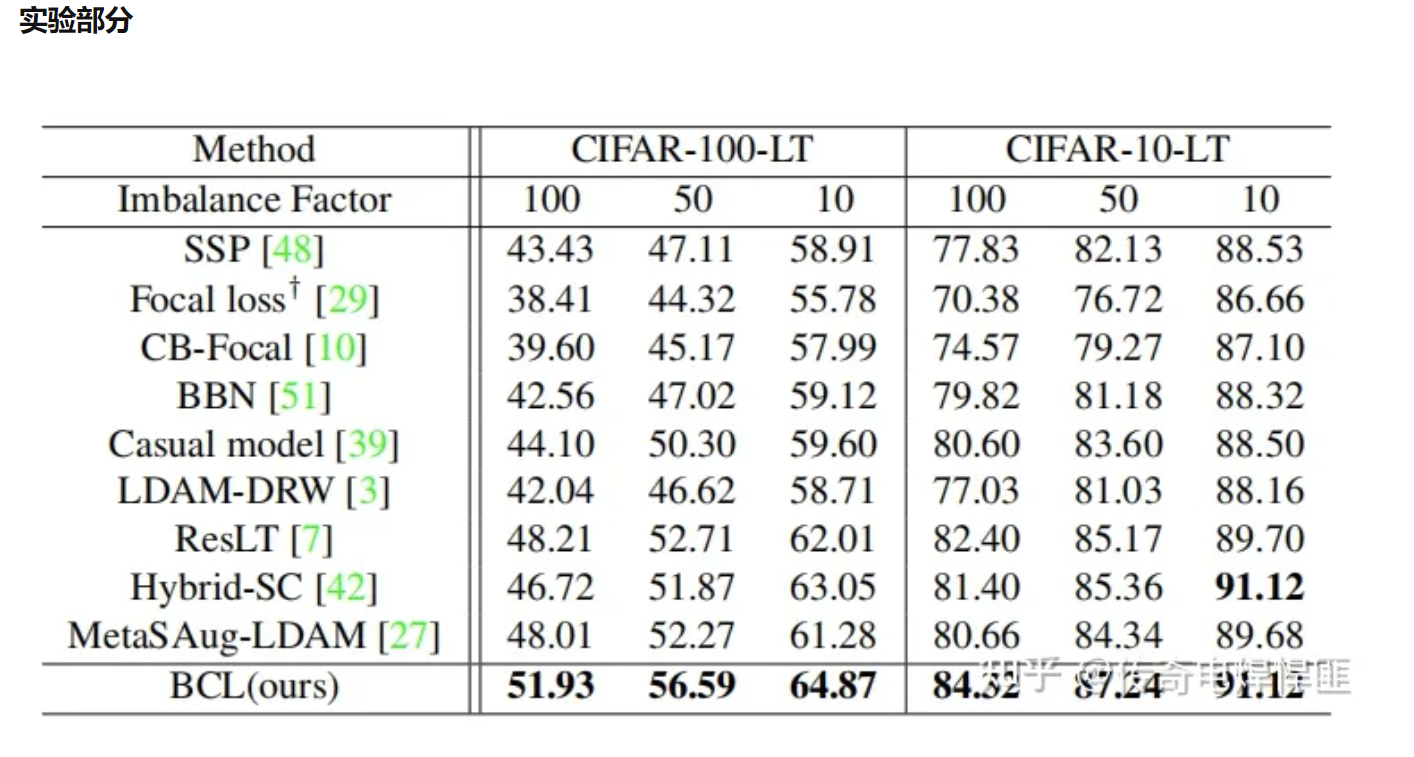 实验部分
Method CIFAR-100-LT CIFAR-10-LT
Imbalance Factor 100 50 10 100 50 10
SSP [48] 43.43 47.11 58.91 77.83 82.13 88.53
Focal loss† [29] 38.41 44.32 55.78 70.38 76.72 86.66
CB-Focal [10] 39.60 45.17 57.99 74.57 79.27 87.10
BBN [51] 42.56 47.02 59.12 79.82 81.18 88.32
Casual model [39] 44.10 50.30 59.60 80.60 83.60 88.50
LDAM-DRW [3] 42.04 46.62 58.71 77.03 81.03 88.16
ResLT [7] 48.21 52.71 62.01 82.40 85.17 89.70
Hybrid-SC [42] 46.72 51.87 63.05 81.40 85.36 91.12
MetaSAug-LDAM [27] 48.01 52.27 61.28 80.66 84.34 89.68
BCL(ours) 51.93 56.59 64.87 84.32 87.24 91.12
知乎 @传奇电焊悍匪